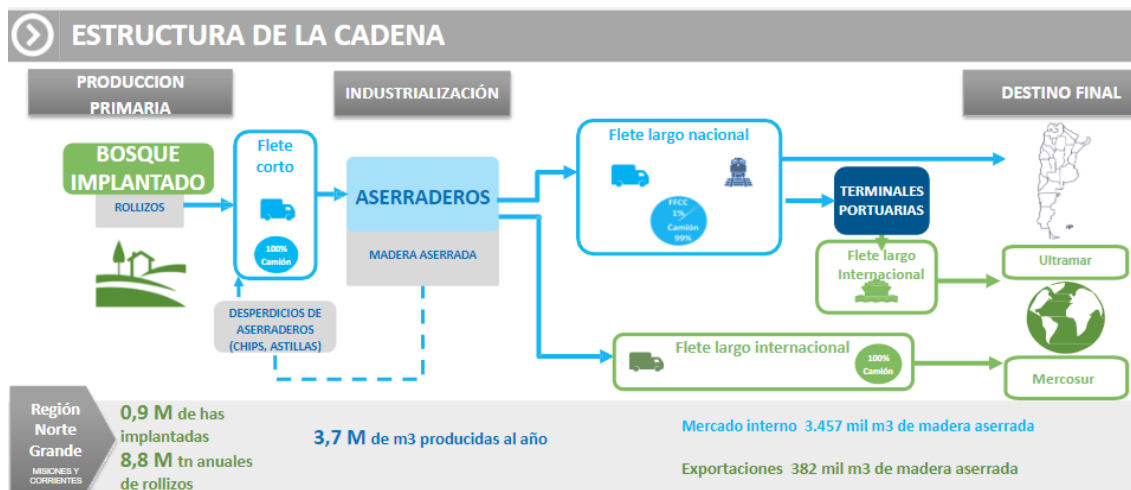 ESTRUCTURA DE LA CADENA
PRODUCCION
PRIMARIA
INDUSTRIALIZACIÓN
DESTINO FINAL
BOSQUE
IMPLANTADO
ROLLIZOS
Flete
corto
100%
Camión
ASERRADEROS
MADERA ASERRADA
DESPERDICIOS DE
ASERRADEROS
(CHIPS, ASTILLAS)
Flete largo nacional
FFCC
1%
Camión
99%
TERMINALES
PORTUARIAS
Flete largo
Internacional
Ultramar
Flete largo internacional
100%
Camión
Mercosur
Región
Norte
Grande
MISIONES Y
CORRIENTES
0,9 M de has
implantadas
8,8 M tn anuales
de rollizos
3,7 M de m3 producidas al año
Mercado interno 3.457 mil m3 de madera aserrada
Exportaciones 382 mil m3 de madera aserrada